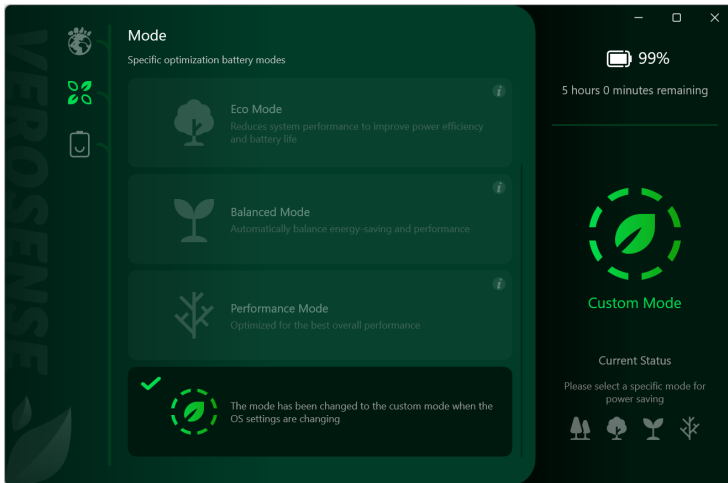 VEROSENSE
Mode
Specific optimization battery modes
Eco Mode
Reduces system performance to improve power efficiency
and battery life
Balanced Mode
Automatically balance energy-saving and performance
Performance Mode
Optimized for the best overall performance
The mode has been changed to the custom mode when the
OS settings are changing
99%
5 hours 0 minutes remaining
Custom Mode
Current Status
Please select a specific mode for
power saving